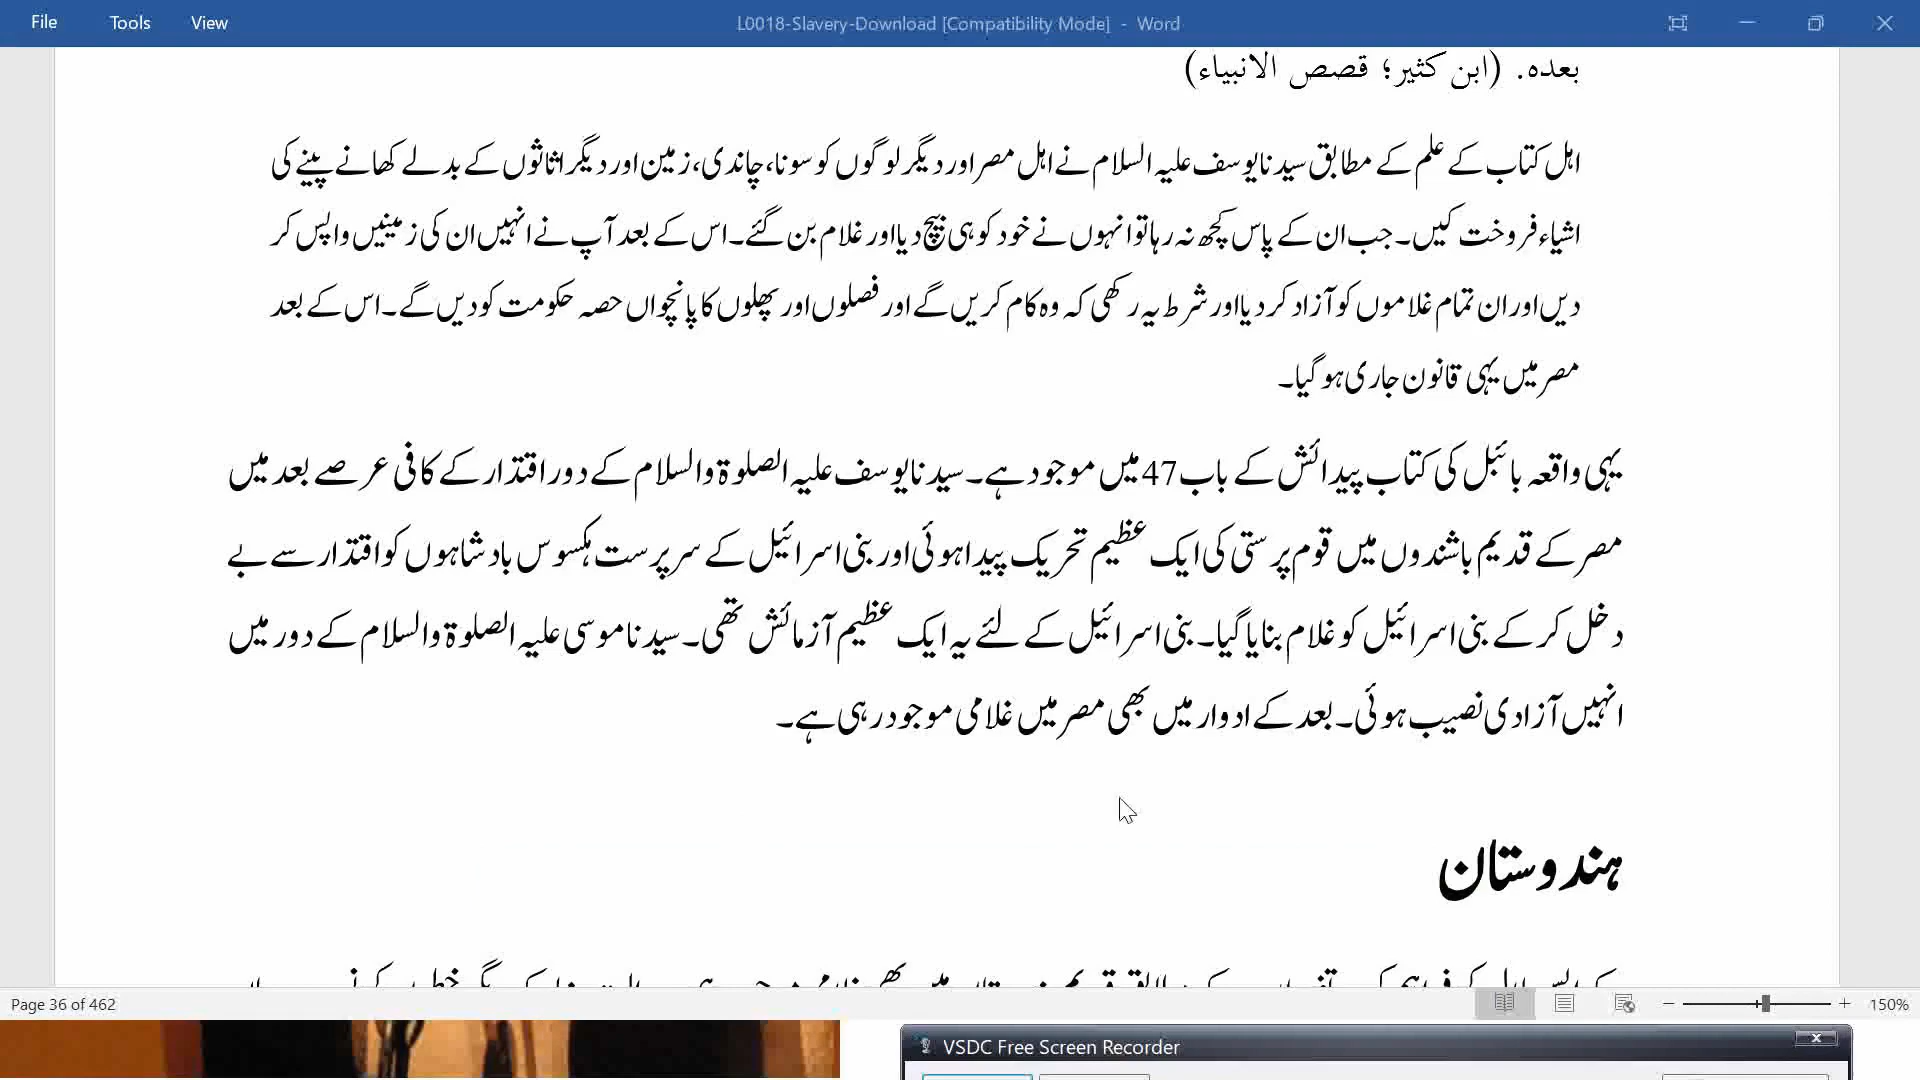 File Tools View L0018-Slavery-Download [Compatibility Mode] - Word
بعدہ. (ابن کثیر؛ قصص الانبیاء)
اہل کتاب کے علم کے مطابق سیدنا یوسف علیہ السلام نے اہل مصر اور دیگر لوگوں کو سونا، چاندی، زمین اور دیگر اثاثوں کے بدلے کھانے پینے کی
اشیاء فروخت کیں۔ جب ان کے پاس کچھ نہ رہا تو انہوں نے خود کو ہی بیچ دیا اور غلام بن گئے۔ اس کے بعد آپ نے انہیں ان کی زمینیں واپس کر
دیں اور ان تمام غلاموں کو آزاد کر دیا اور شرط یہ رکھی کہ وہ کام کریں گے اور فصلوں اور پھلوں کا پانچواں حصہ حکومت کو دیں گے۔ اس کے بعد
مصر میں یہی قانون جاری ہو گیا۔
یہی واقعہ بائبل کی کتاب پیدائش کے باب 47 میں موجود ہے۔ سیدنا یوسف علیہ الصلوۃ والسلام کے دور اقتدار کے کافی عرصے بعد میں
مصر کے قدیم باشندوں میں قوم پرستی کی ایک عظیم تحریک پیدا ہوئی اور بنی اسرائیل کے سرپرست ہکسوس بادشاہوں کو اقتدار سے بے
دخل کر کے بنی اسرائیل کو غلام بنایا گیا۔ بنی اسرائیل کے لئے یہ ایک عظیم آزمائش تھی۔ سیدنا موسی علیہ الصلوۃ والسلام کے دور میں
انہیں آزادی نصیب ہوئی۔ بعد کے ادوار میں بھی مصر میں غلامی موجود رہی ہے۔
ہندوستان
Page 36 of 462
150%
VSDC Free Screen Recorder